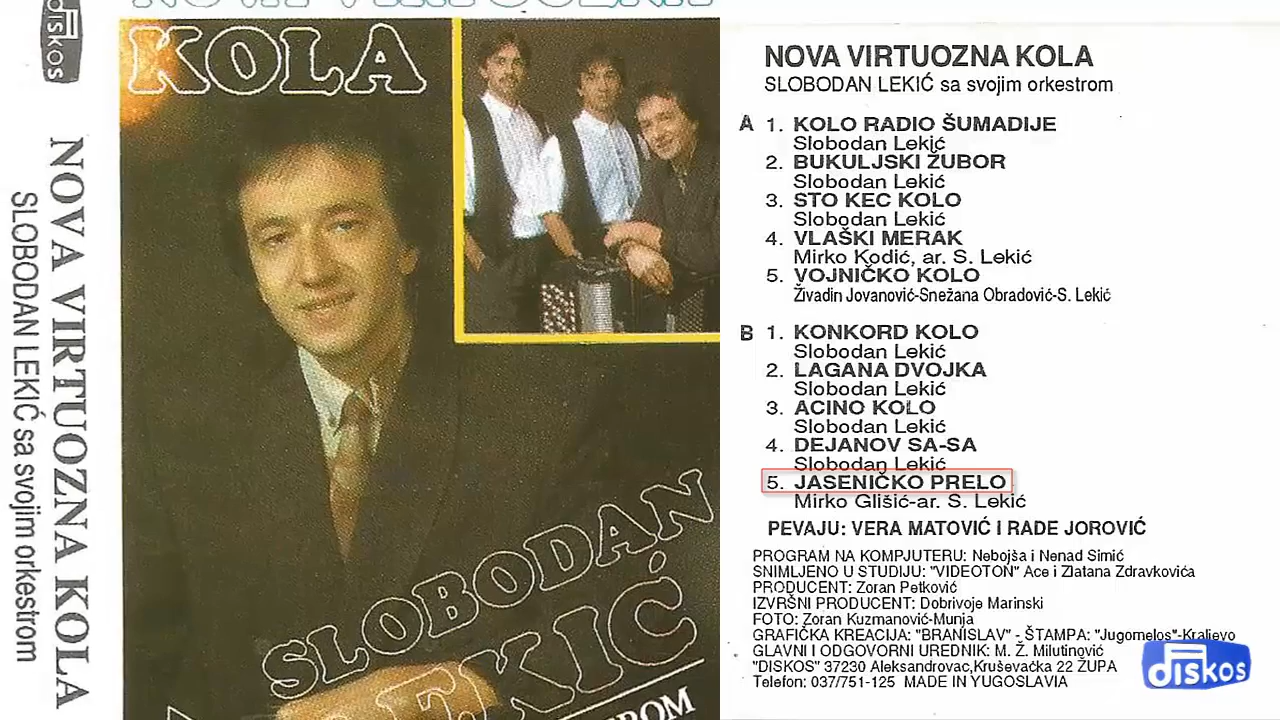 diskos
NOVA VIRTUOZNA KOLA
SLOBODAN LEKIĆ sa svojim orkestrom
KOLA
SLOBODAN
LEKIĆ
NOVA VIRTUOZNA KOLA
SLOBODAN LEKIĆ sa svojim orkestrom
A 1. KOLO RADIO ŠUMADIJE
Slobodan Lekić
2. BUKULJSKI ŽUBOR
Slobodan Lekić
3. STO KEC KOLO
Slobodan Lekić
4. VLAŠKI MERAK
Mirko Kodić, ar. S. Lekić
5. VOJNIČKO KOLO
Živadin Jovanović-Snežana Obradović-S. Lekić
B 1. KONKORD KOLO
Slobodan Lekić
2. LAGANA DVOJKA
Slobodan Lekić
3. ACINO KOLO
Slobodan Lekić
4. DEJANOV SA-SA
Slobodan Lekić
5. JASENIČKO PRELO
Mirko Glišić-ar. S. Lekić
PEVAJU: VERA MATOVIĆ I RADE JOROVIĆ
PROGRAM NA KOMPJUTERU: Nebojša i Nenad Simić
SNIMLJENO U STUDIJU: "VIDEOTON" Ace i Zlatana Zdravkovića
PRODUCENT: Zoran Petković
IZVRŠNI PRODUCENT: Dobrivoje Marinski
FOTO: Zoran Kuzmanović-Munja
GRAFIČKA KREACIJA: "BRANISLAV" - ŠTAMPA: "Jugomelos"-Kraljevo
GLAVNI I ODGOVORNI UREDNIK: M. Ž. Milutinović
"DISKOS" 37230 Aleksandrovac,Kruševačka 22 ŽUPA
Telefon: 037/751-125 MADE IN YUGOSLAVIA
diskos